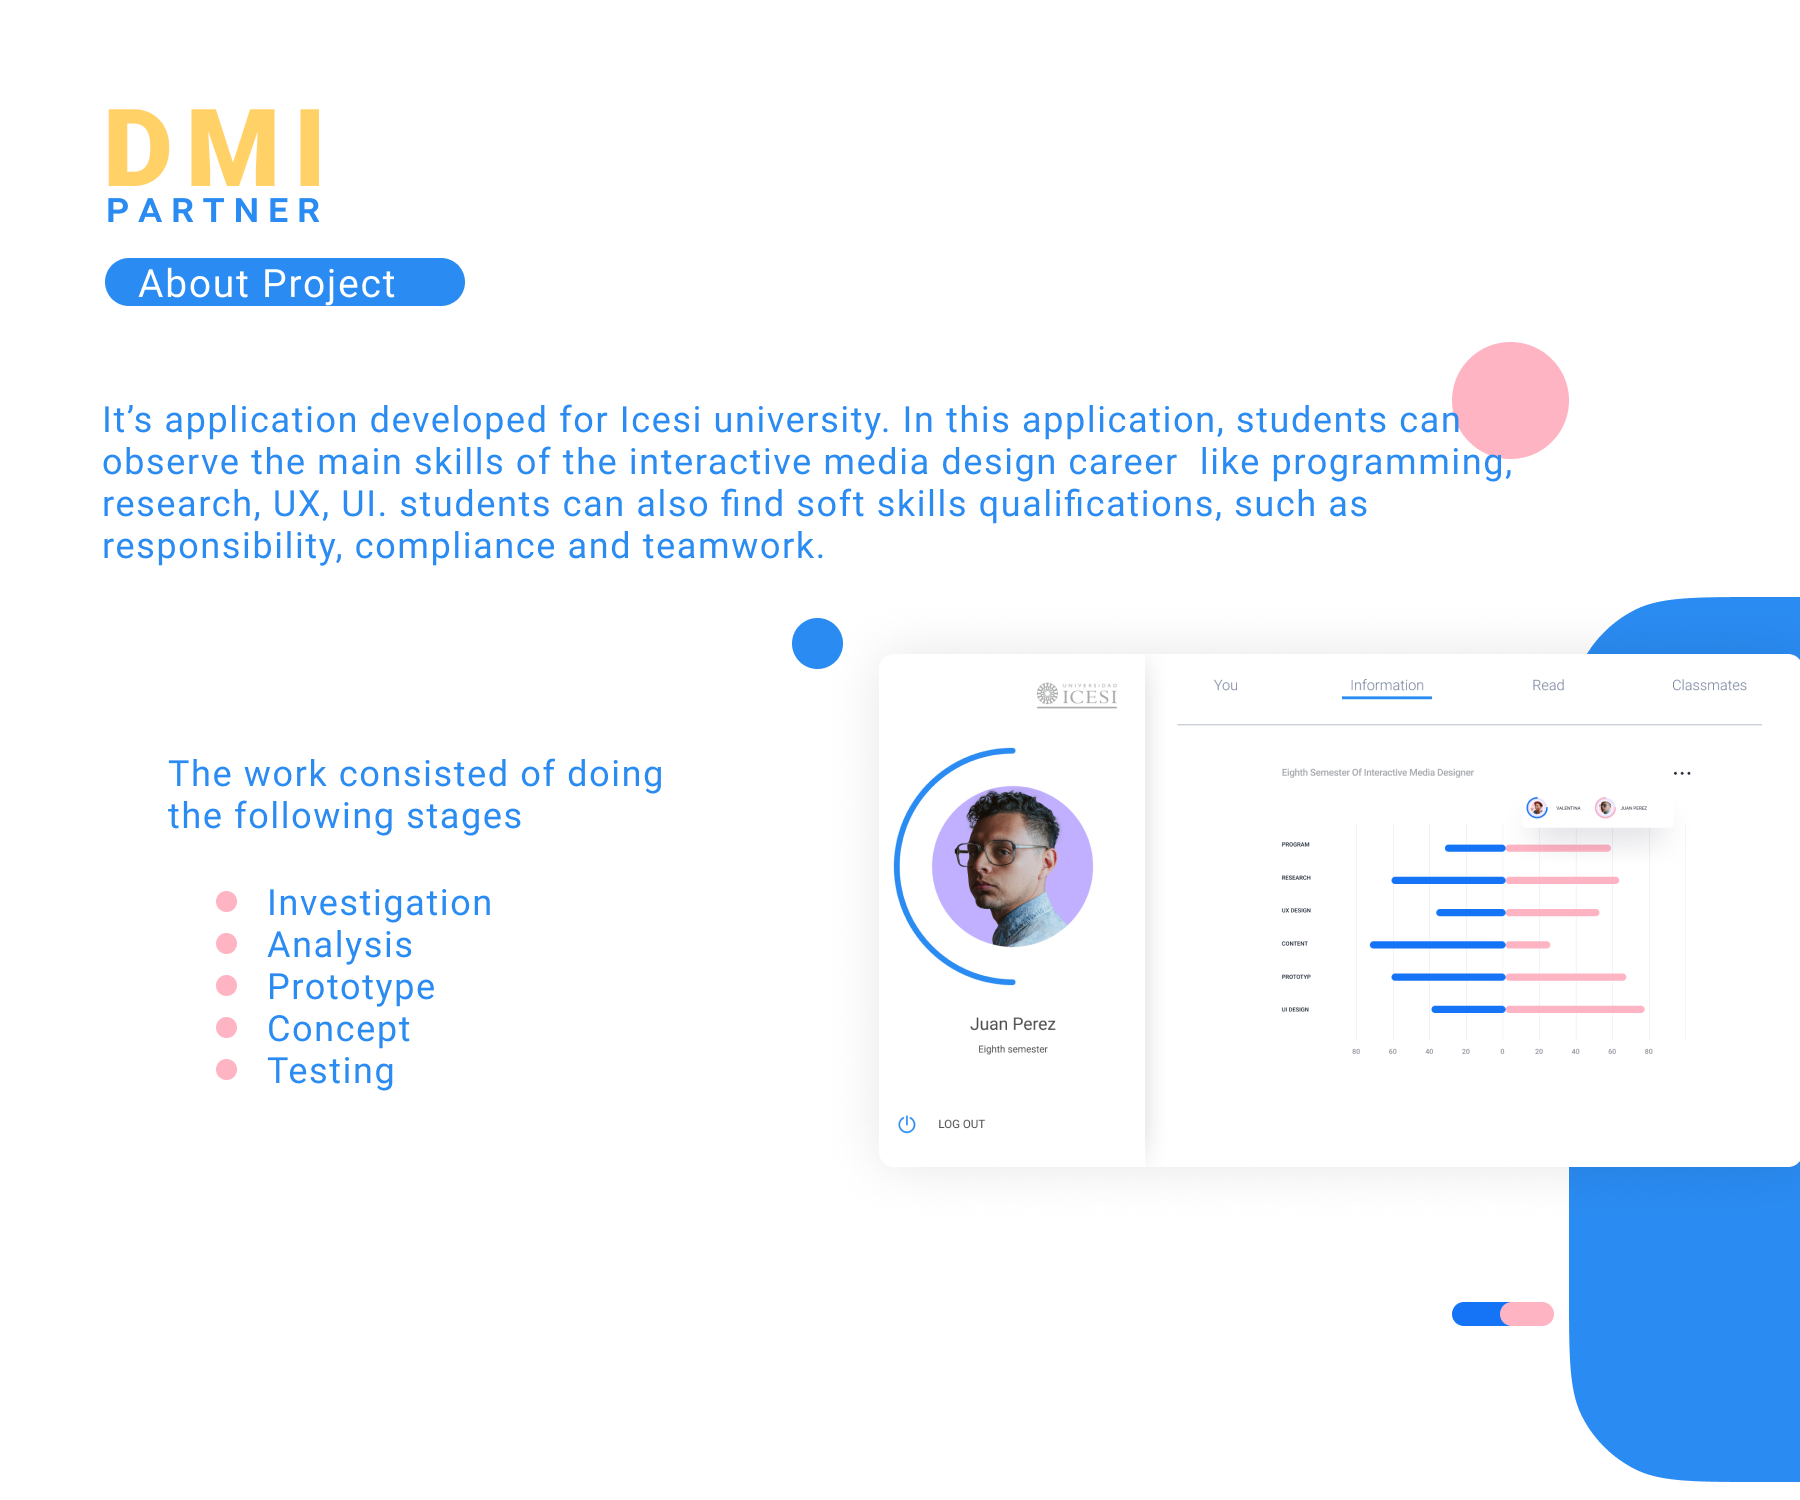 DMI
PARTNER
About Project
It’s application developed for Icesi university. In this application, students can
observe the main skills of the interactive media design career  like programming,
research, UX, UI. students can also find soft skills qualifications, such as
responsibility, compliance and teamwork.
The work consisted of doing
the following stages
Investigation
Analysis
Prototype
Concept
Testing
UNIVERSIDAD
ICESI
Juan Perez
Eighth semester
LOG OUT
You Information Read Classmates
Eighth Semester Of Interactive Media Designer
VALENTINA JUAN PEREZ
PROGRAM
RESEARCH
UX DESIGN
CONTENT
PROTOTYP
UI DESIGN
80 60 40 20 0 20 40 60 80